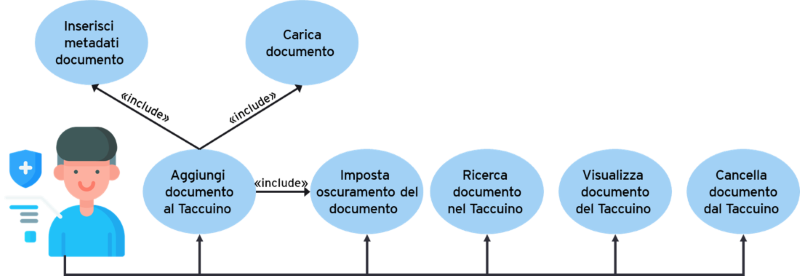 Inserisci
metadati
documento
Carica
documento
«include»
«include»
Aggiungi
documento
al Taccuino
«include»
Imposta
oscuramento del
documento
Ricerca
documento
nel Taccuino
Visualizza
documento
del Taccuino
Cancella
documento
dal Taccuino